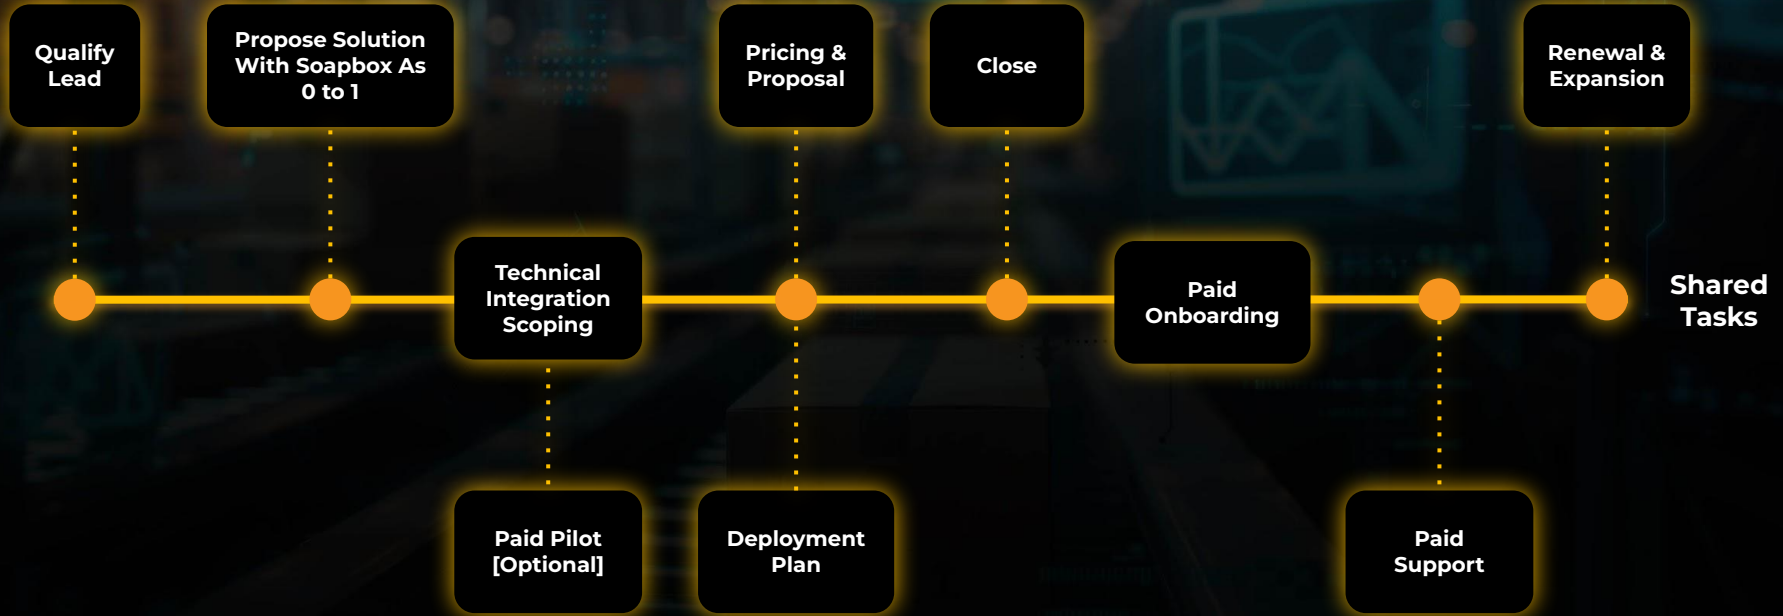 Qualify
Lead
Propose Solution
With Soapbox As
0 to 1
Pricing &
Proposal
Close
Renewal &
Expansion
Technical
Integration
Scoping
Paid
Onboarding
Shared
Tasks
Paid Pilot
[Optional]
Deployment
Plan
Paid
Support